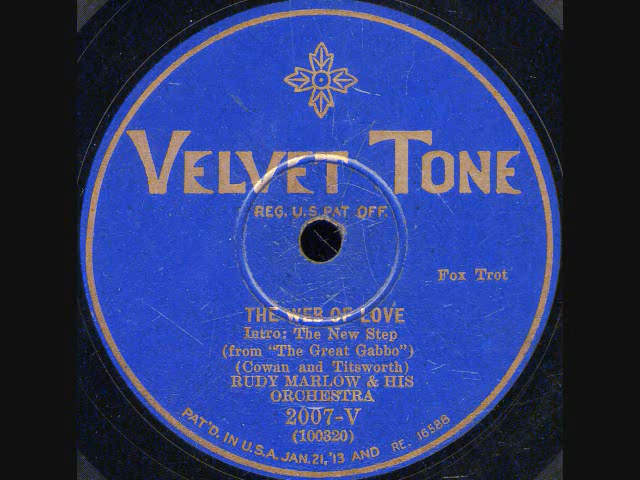 VELVET TONE
REG. U.S. PAT. OFF.
Fox Trot
THE WEB OF LOVE
Intro: The New Step
(from "The Great Gabbo")
(Cowan and Titsworth)
RUDY MARLOW & HIS
ORCHESTRA
2007-V
(100320)
PAT'D. IN U.S.A. JAN. 21, '13 AND RE. 16588